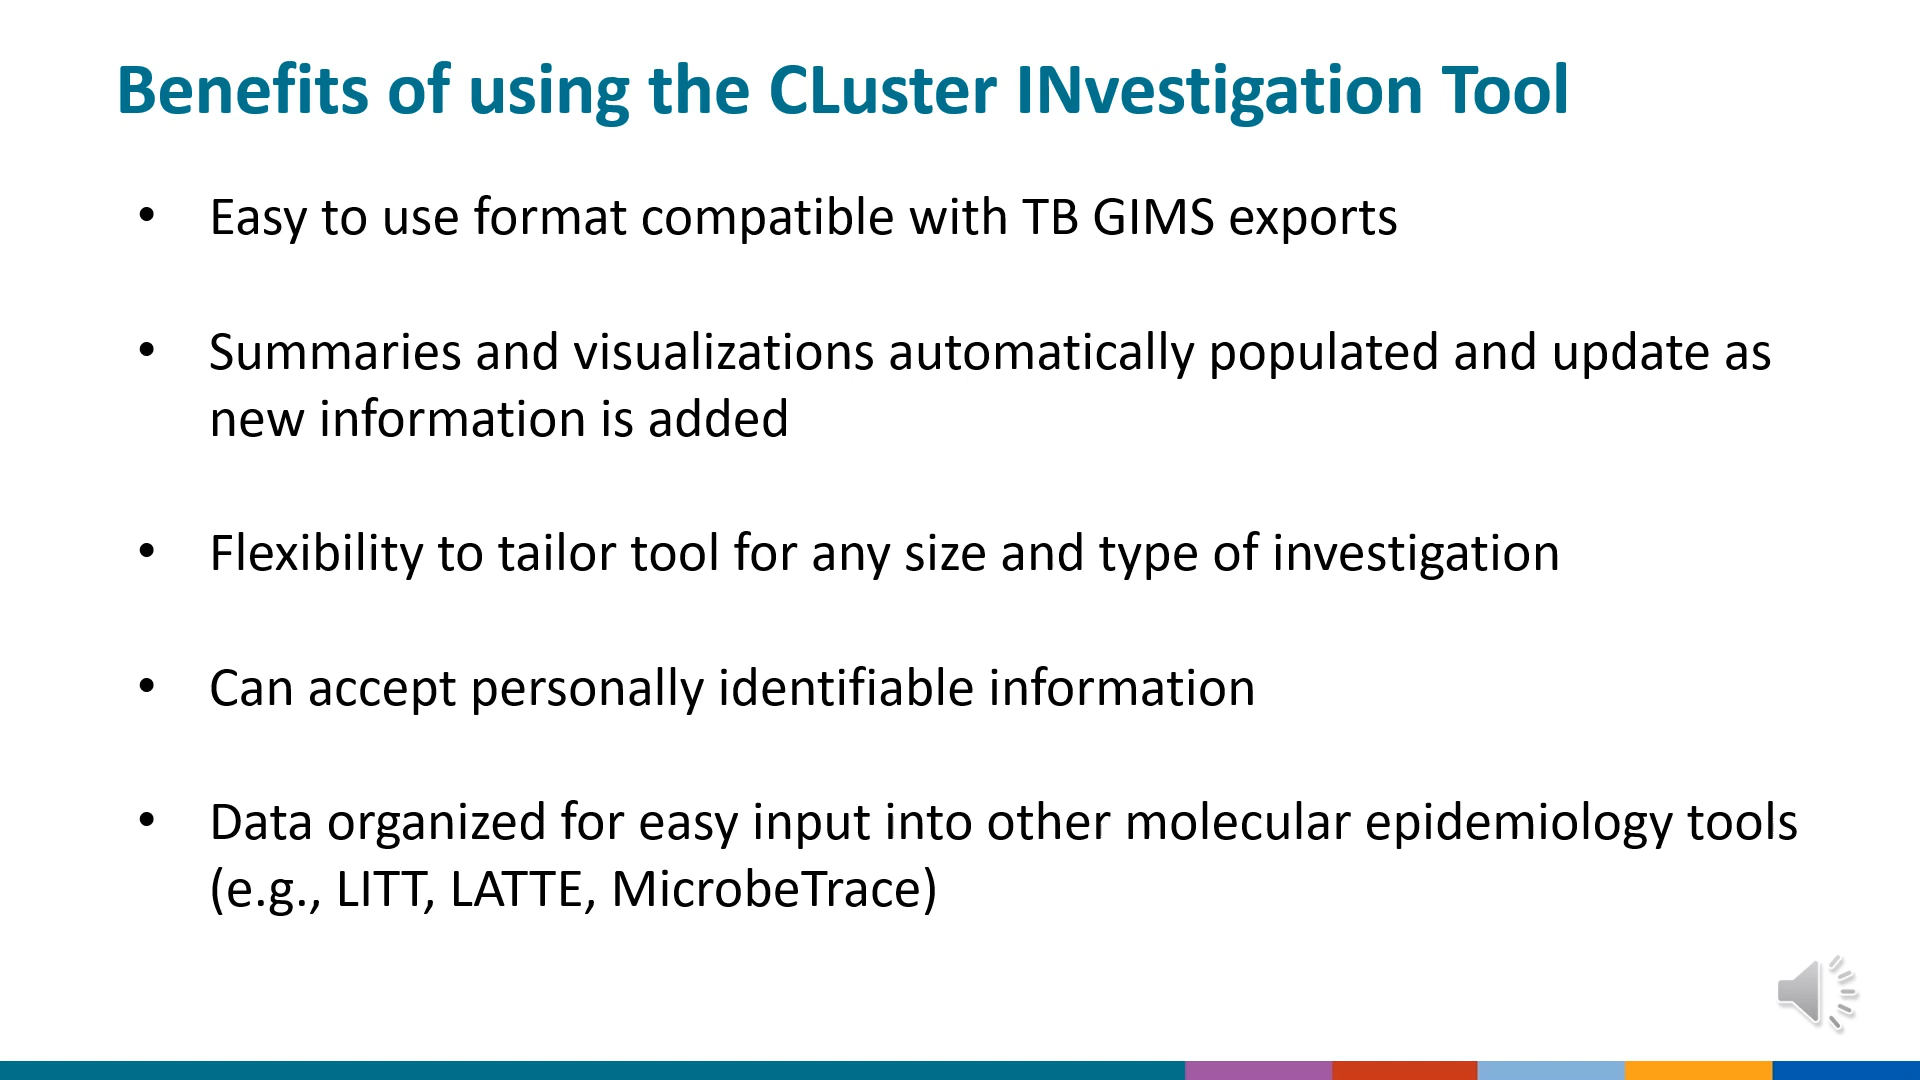 Benefits of using the CLuster INvestigation Tool
• Easy to use format compatible with TB GIMS exports
• Summaries and visualizations automatically populated and update as
new information is added
• Flexibility to tailor tool for any size and type of investigation
• Can accept personally identifiable information
• Data organized for easy input into other molecular epidemiology tools
(e.g., LITT, LATTE, MicrobeTrace)